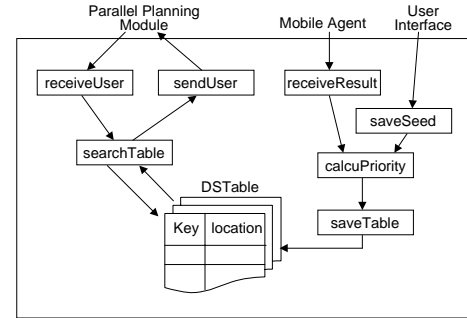 Parallel Planning
Module
Mobile Agent
User
Interface
receiveUser
sendUser
receiveResult
saveSeed
searchTable
calcuPriority
DSTable
saveTable
Key location